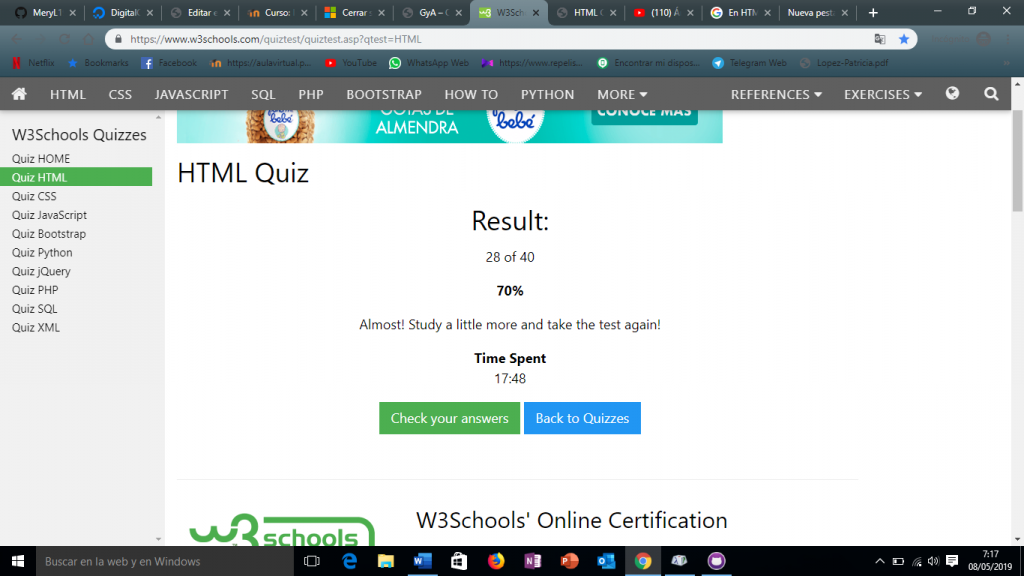 MeryL1
DigitalO
Editar e
Curso:
Cerrar s
GyA – C
W3Sch
HTML C
(110) Á
En HTM
Nueva pest
https://www.w3schools.com/quiztest/quiztest.asp?qtest=HTML
Netflix Bookmarks Facebook https://aulavirtual.p... YouTube WhatsApp Web https://www.repelis... Encontrar mi dispos... Telegram Web Lopez-Patricia.pdf
HTML CSS JAVASCRIPT SQL PHP BOOTSTRAP HOW TO PYTHON MORE REFERENCES EXERCISES
W3Schools Quizzes
Quiz HOME
Quiz HTML
Quiz CSS
Quiz JavaScript
Quiz Bootstrap
Quiz Python
Quiz jQuery
Quiz PHP
Quiz SQL
Quiz XML
bebé
GOTAS DE
ALMENDRA
bebé
CONOCE MÁS
HTML Quiz
Result:
28 of 40
70%
Almost! Study a little more and take the test again!
Time Spent
17:48
Check your answers
Back to Quizzes
w3schools
W3Schools' Online Certification
Buscar en la web y en Windows
7:17
08/05/2019